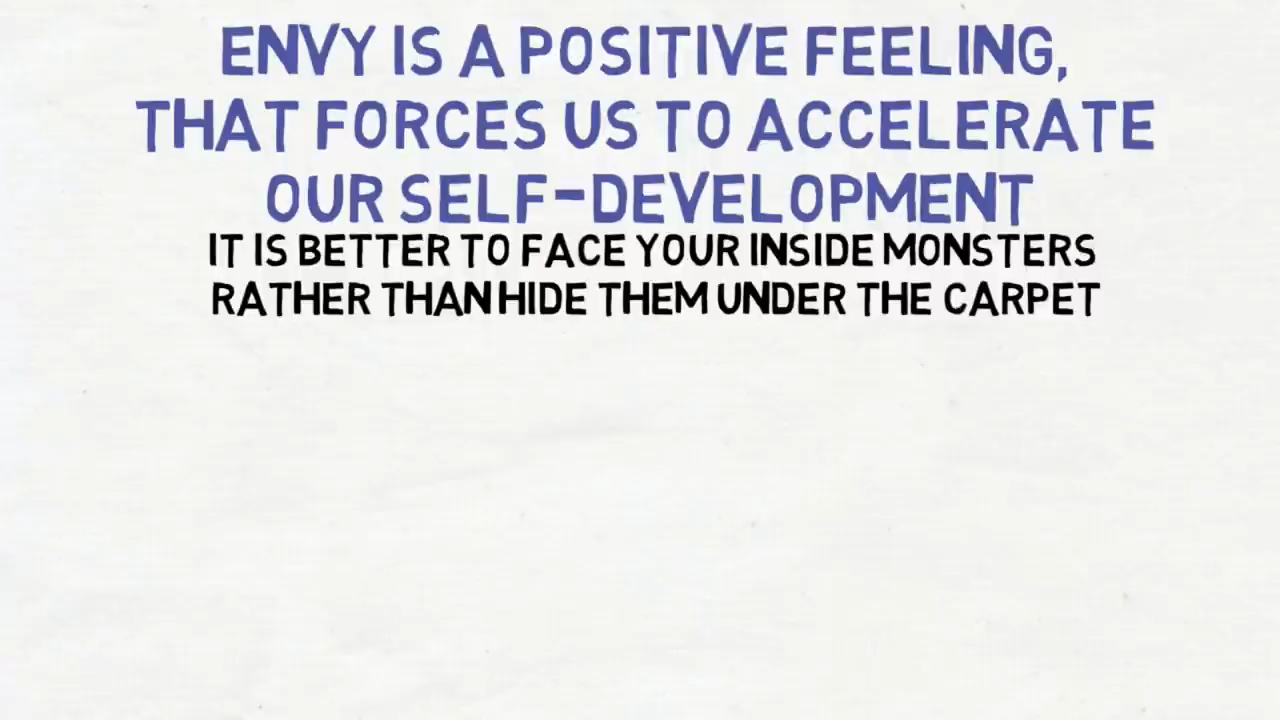 ENVY IS A POSITIVE FEELING,
THAT FORCES US TO ACCELERATE
OUR SELF-DEVELOPMENT
IT IS BETTER TO FACE YOUR INSIDE MONSTERS
RATHER THAN HIDE THEM UNDER THE CARPET